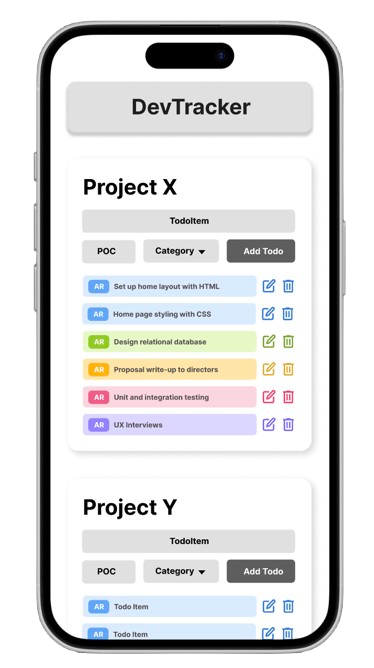 DevTracker
Project X
TodoItem
POC Category Add Todo
AR Set up home layout with HTML
AR Home page styling with CSS
AR Design relational database
AR Proposal write-up to directors
AR Unit and integration testing
AR UX Interviews
Project Y
TodoItem
POC Category Add Todo
AR Todo Item
AR Todo Item